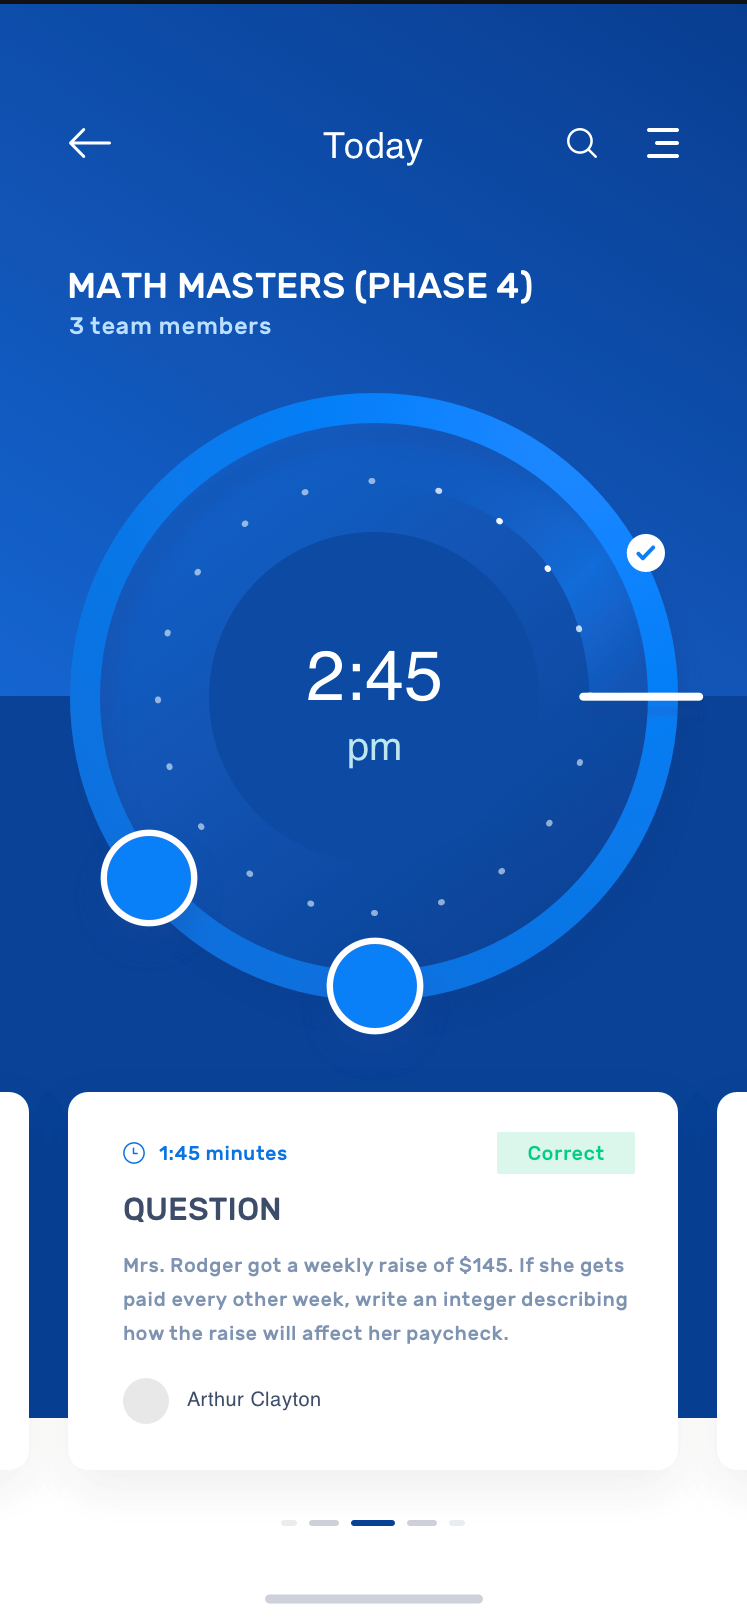 Today
MATH MASTERS (PHASE 4)
3 team members
2:45
pm
1:45 minutes
Correct
QUESTION
Mrs. Rodger got a weekly raise of $145. If she gets
paid every other week, write an integer describing
how the raise will affect her paycheck.
Arthur Clayton